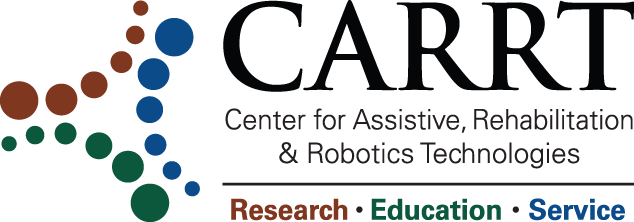 CARRT
Center for Assistive, Rehabilitation
& Robotics Technologies
Research · Education · Service